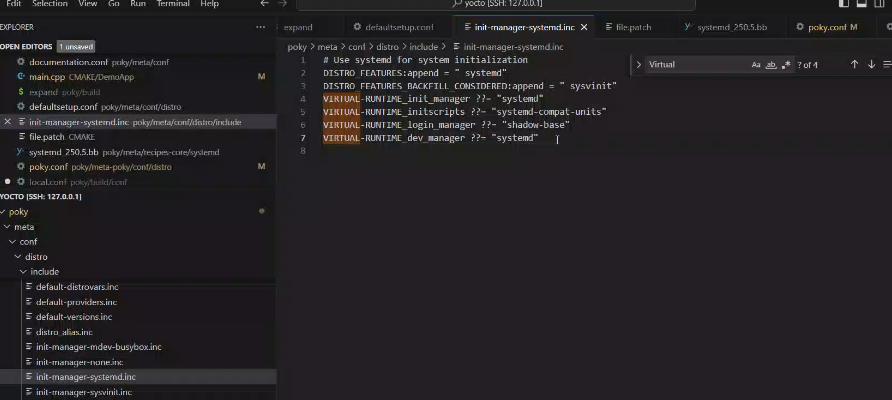 Edit Selection View Go Run Terminal Help
yocto [SSH: 127.0.0.1]
EXPLORER
OPEN EDITORS 1 unsaved
documentation.conf poky/meta/conf
main.cpp CMAKE/DemoApp M
expand poky/build
defaultsetup.conf poky/meta/conf/distro
init-manager-systemd.inc poky/meta/conf/distro/include
file.patch CMAKE
systemd_250.5.bb poky/meta/recipes-core/systemd
poky.conf poky/meta-poky/conf/distro M
local.conf poky/build/conf
YOCTO [SSH: 127.0.0.1]
poky
meta
conf
distro
include
default-distrovars.inc
default-providers.inc
default-versions.inc
distro_alias.inc
init-manager-mdev-busybox.inc
init-manager-none.inc
init-manager-systemd.inc
init-manager-sysvinit.inc
expand defaultsetup.conf init-manager-systemd.inc file.patch systemd_250.5.bb poky.conf M
poky > meta > conf > distro > include > init-manager-systemd.inc
Virtual Aa ab ? of 4
1 # Use systemd for system initialization
2 DISTRO_FEATURES:append = " systemd"
3 DISTRO_FEATURES_BACKFILL_CONSIDERED:append = " sysvinit"
4 VIRTUAL-RUNTIME_init_manager ??= "systemd"
5 VIRTUAL-RUNTIME_initscripts ??= "systemd-compat-units"
6 VIRTUAL-RUNTIME_login_manager ??= "shadow-base"
7 VIRTUAL-RUNTIME_dev_manager ??= "systemd"
8